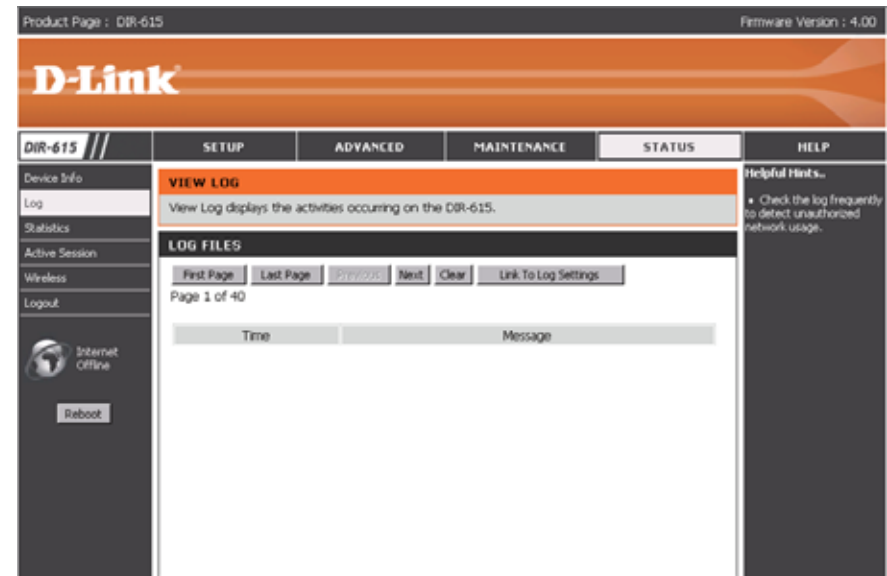 Product Page : DIR-615 Firmware Version : 4.00
D-Link
DIR-615 SETUP ADVANCED MAINTENANCE STATUS HELP
Device Info
Log
Statistics
Active Session
Wireless
Logout
Internet
Offline
Reboot
VIEW LOG
View Log displays the activities occurring on the DIR-615.
LOG FILES
First Page Last Page Previous Next Clear Link To Log Settings
Page 1 of 40
Time Message
Helpful Hints..
• Check the log frequently
to detect unauthorized
network usage.